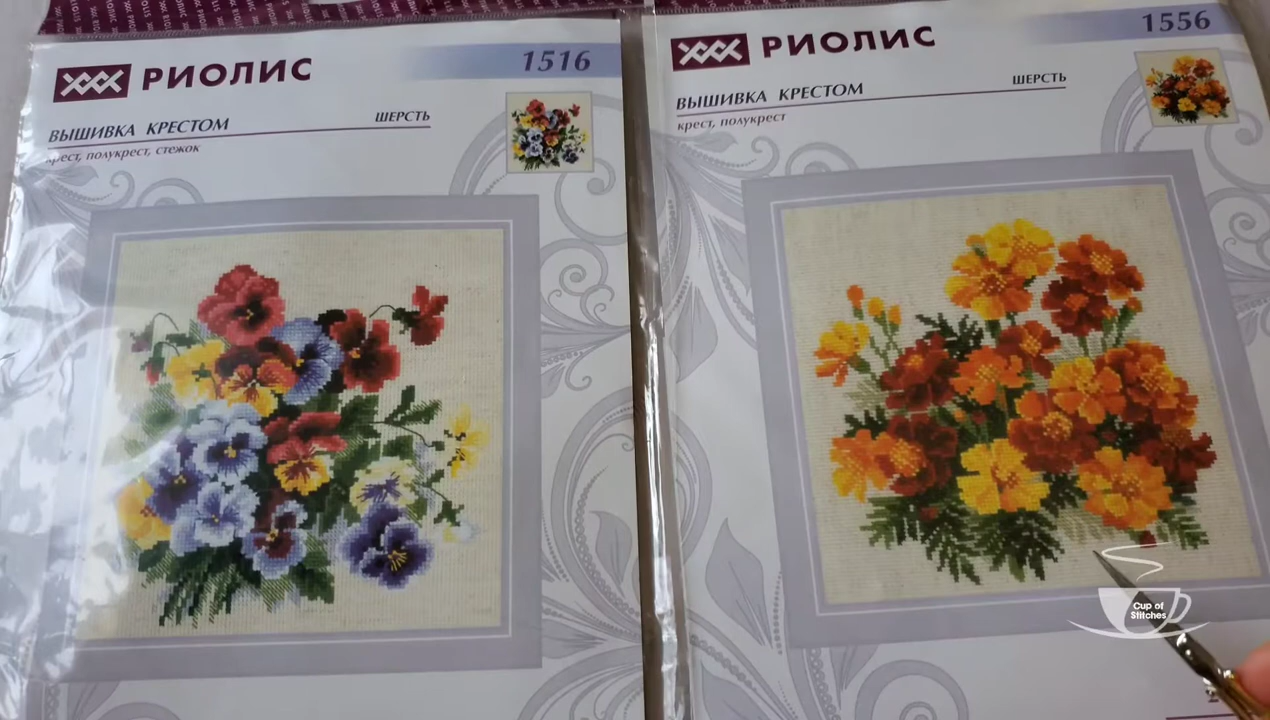 РИОЛИС
1516
ВЫШИВКА КРЕСТОМ
ШЕРСТЬ
крест, полукрест, стежок
РИОЛИС
1556
ВЫШИВКА КРЕСТОМ
ШЕРСТЬ
крест, полукрест
Cup of
Stitches